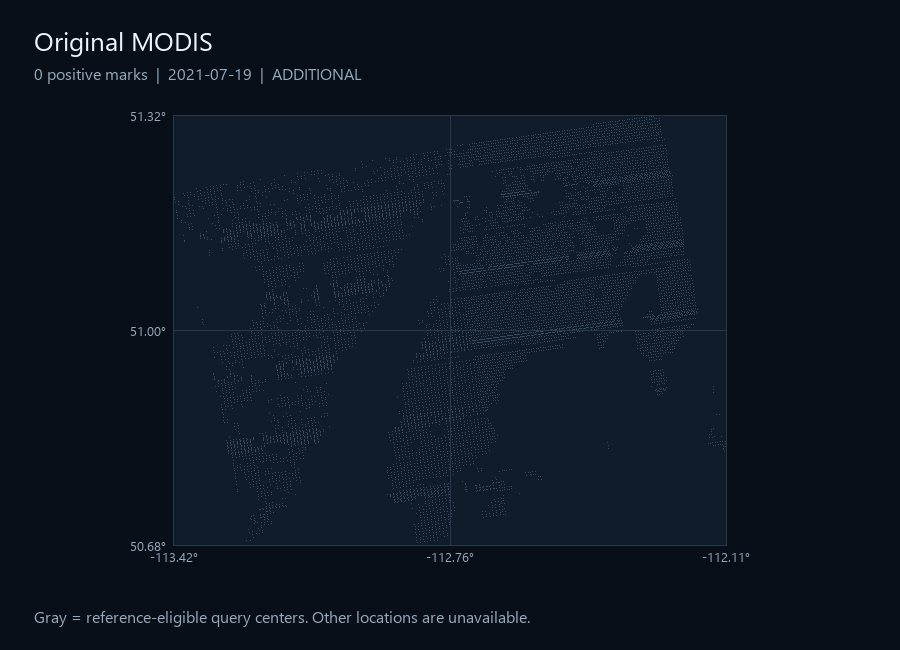 Original MODIS
0 positive marks | 2021-07-19 | ADDITIONAL
51.32°
51.00°
50.68°
-113.42°
-112.76°
-112.11°
Gray = reference-eligible query centers. Other locations are unavailable.